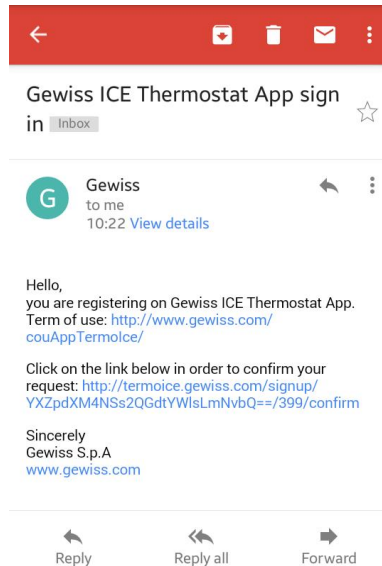 Gewiss ICE Thermostat App sign
in Inbox
G
Gewiss
to me
10:22 View details
Hello,
you are registering on Gewiss ICE Thermostat App.
Term of use: http://www.gewiss.com/
couAppTermoIce/
Click on the link below in order to confirm your
request: http://termoice.gewiss.com/signup/
YXZpdXM4NSs2QGdtYWlsLmNvbQ==/399/confirm
Sincerely
Gewiss S.p.A
www.gewiss.com
Reply
Reply all
Forward